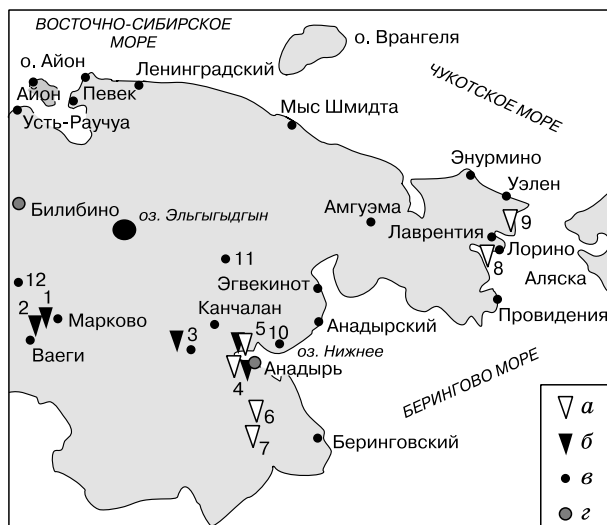 ВОСТОЧНО-СИБИРСКОЕ
МОРЕ
о. Врангеля
о. Айон
Ленинградский
ЧУКОТСКОЕ МОРЕ
Айон
Певек
Усть-Раучуа
Мыс Шмидта
Энурмино
Уэлен
Билибино
оз. Эльгыгыдгын
Амгуэма
9
Лаврентия
Лорино
8
11
Аляска
12
Эгвекинот
1
2
Марково
Канчалан
Провидения
3
5
10
Анадырский
оз. Нижнее
Ваеги
4
Анадырь
БЕРИНГОВО МОРЕ
6
7
Беринговский
а
б
в
г